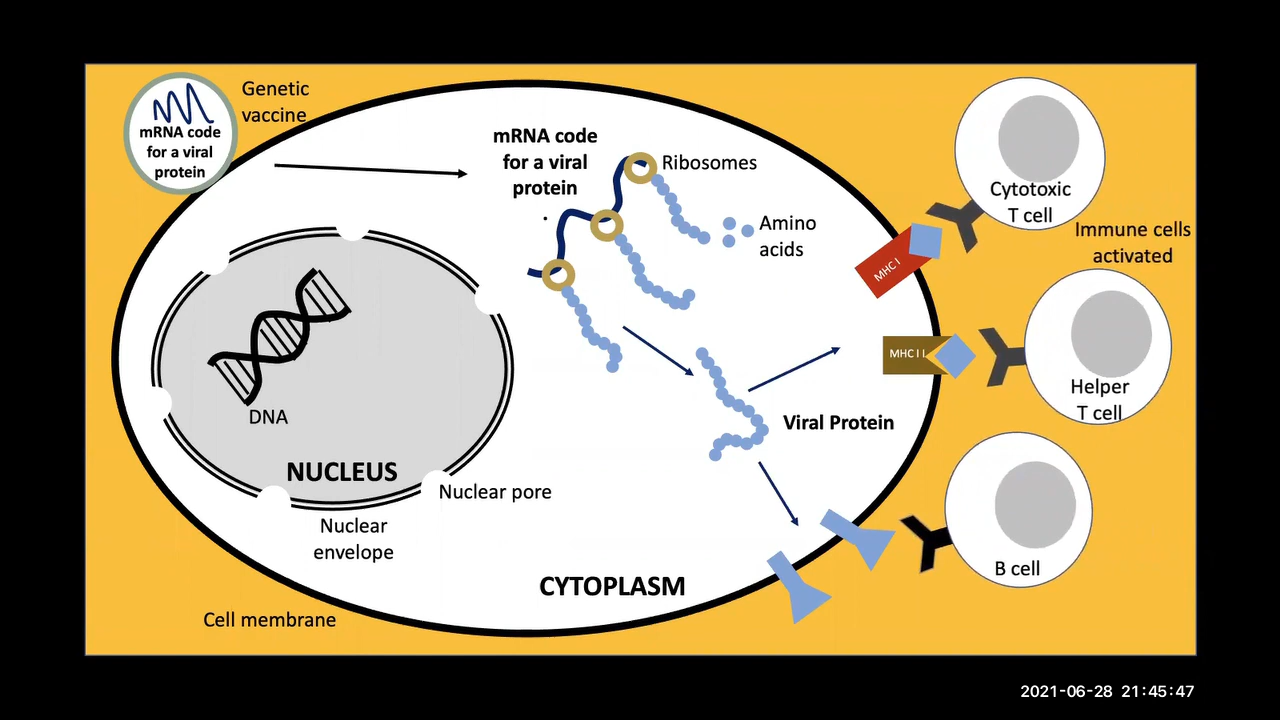 Genetic
vaccine
mRNA code
for a viral
protein
mRNA code
for a viral
protein
Ribosomes
Amino
acids
Cytotoxic
T cell
Immune cells
activated
MHC I
MHC I I
Helper
T cell
DNA
NUCLEUS
Viral Protein
Nuclear pore
Nuclear
envelope
B cell
CYTOPLASM
Cell membrane
2021-06-28 21:45:47